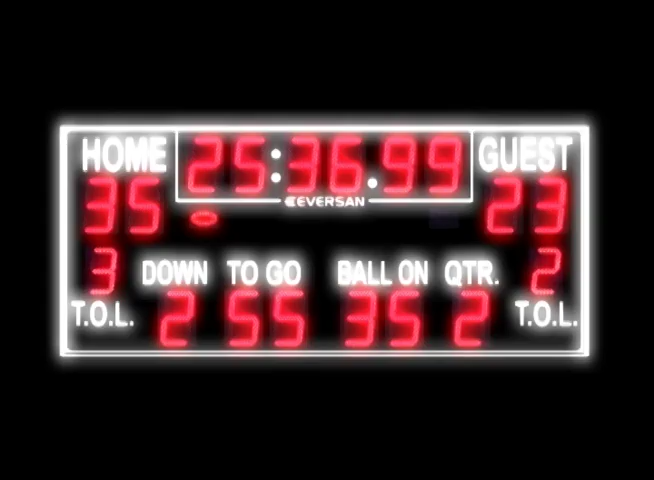 HOME 25:36.99 GUEST
35 EVERSAN 23
3 DOWN TO GO BALL ON QTR. 2
T.O.L. 2 55 35 2 T.O.L.